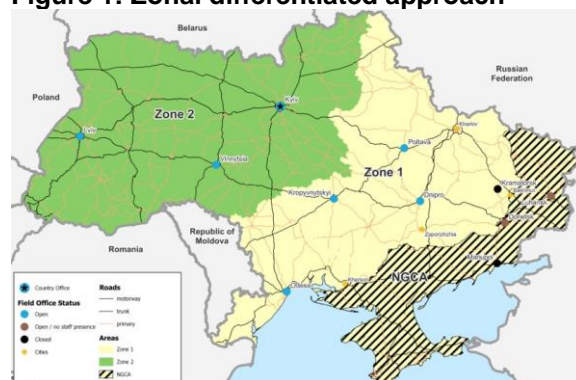 Figure 1: Zonal differentiated approach
Belarus
Russian
Federation
Poland
Zone 2
Kyiv
Lviv
Vinnytsia
Poltava
Zone 1
Kropyvnytskyi
Dnipro
Zaporizhzhia
Republic of
Moldova
Romania
Odesa
NGCA
Country Office
Field Office Status
Open
Open / no staff presence
Closed
Cities
Roads
motorway
trunk
primary
Areas
Zone 1
Zone 2
NGCA